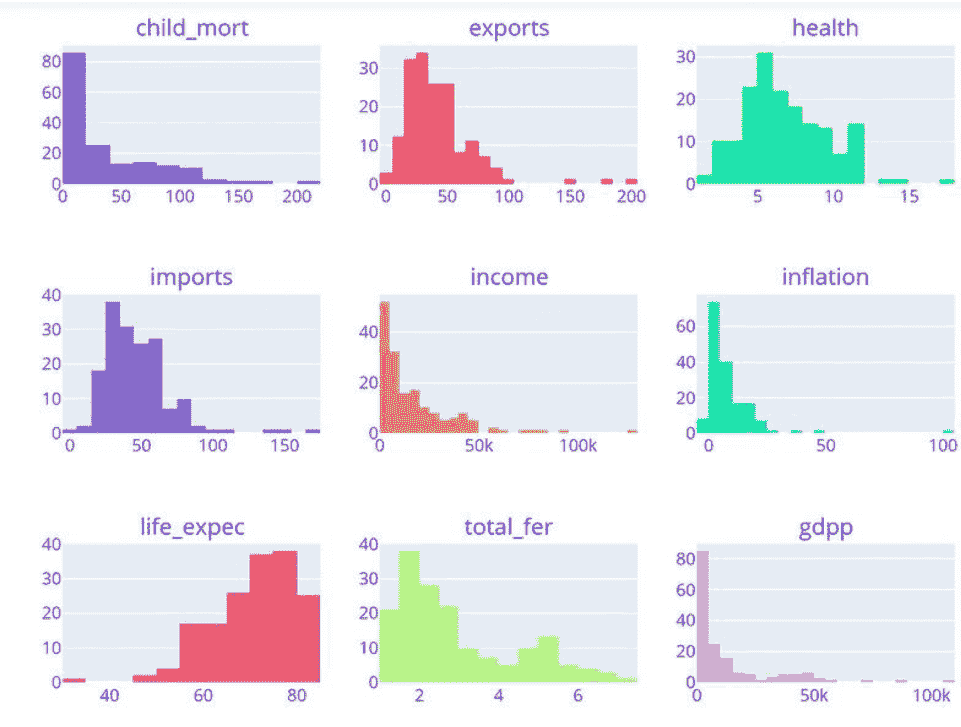 child_mort exports health
80 60 40 20 0
0 50 100 150 200
30 20 10 0
0 50 100 150 200
30 20 10 0
5 10 15
imports income inflation
40 30 20 10 0
0 50 100 150
40 20 0
0 50k 100k
60 40 20 0
0 50 100
life_expec total_fer gdpp
40 30 20 10 0
40 60 80
40 30 20 10 0
2 4 6
80 60 40 20 0
0 50k 100k